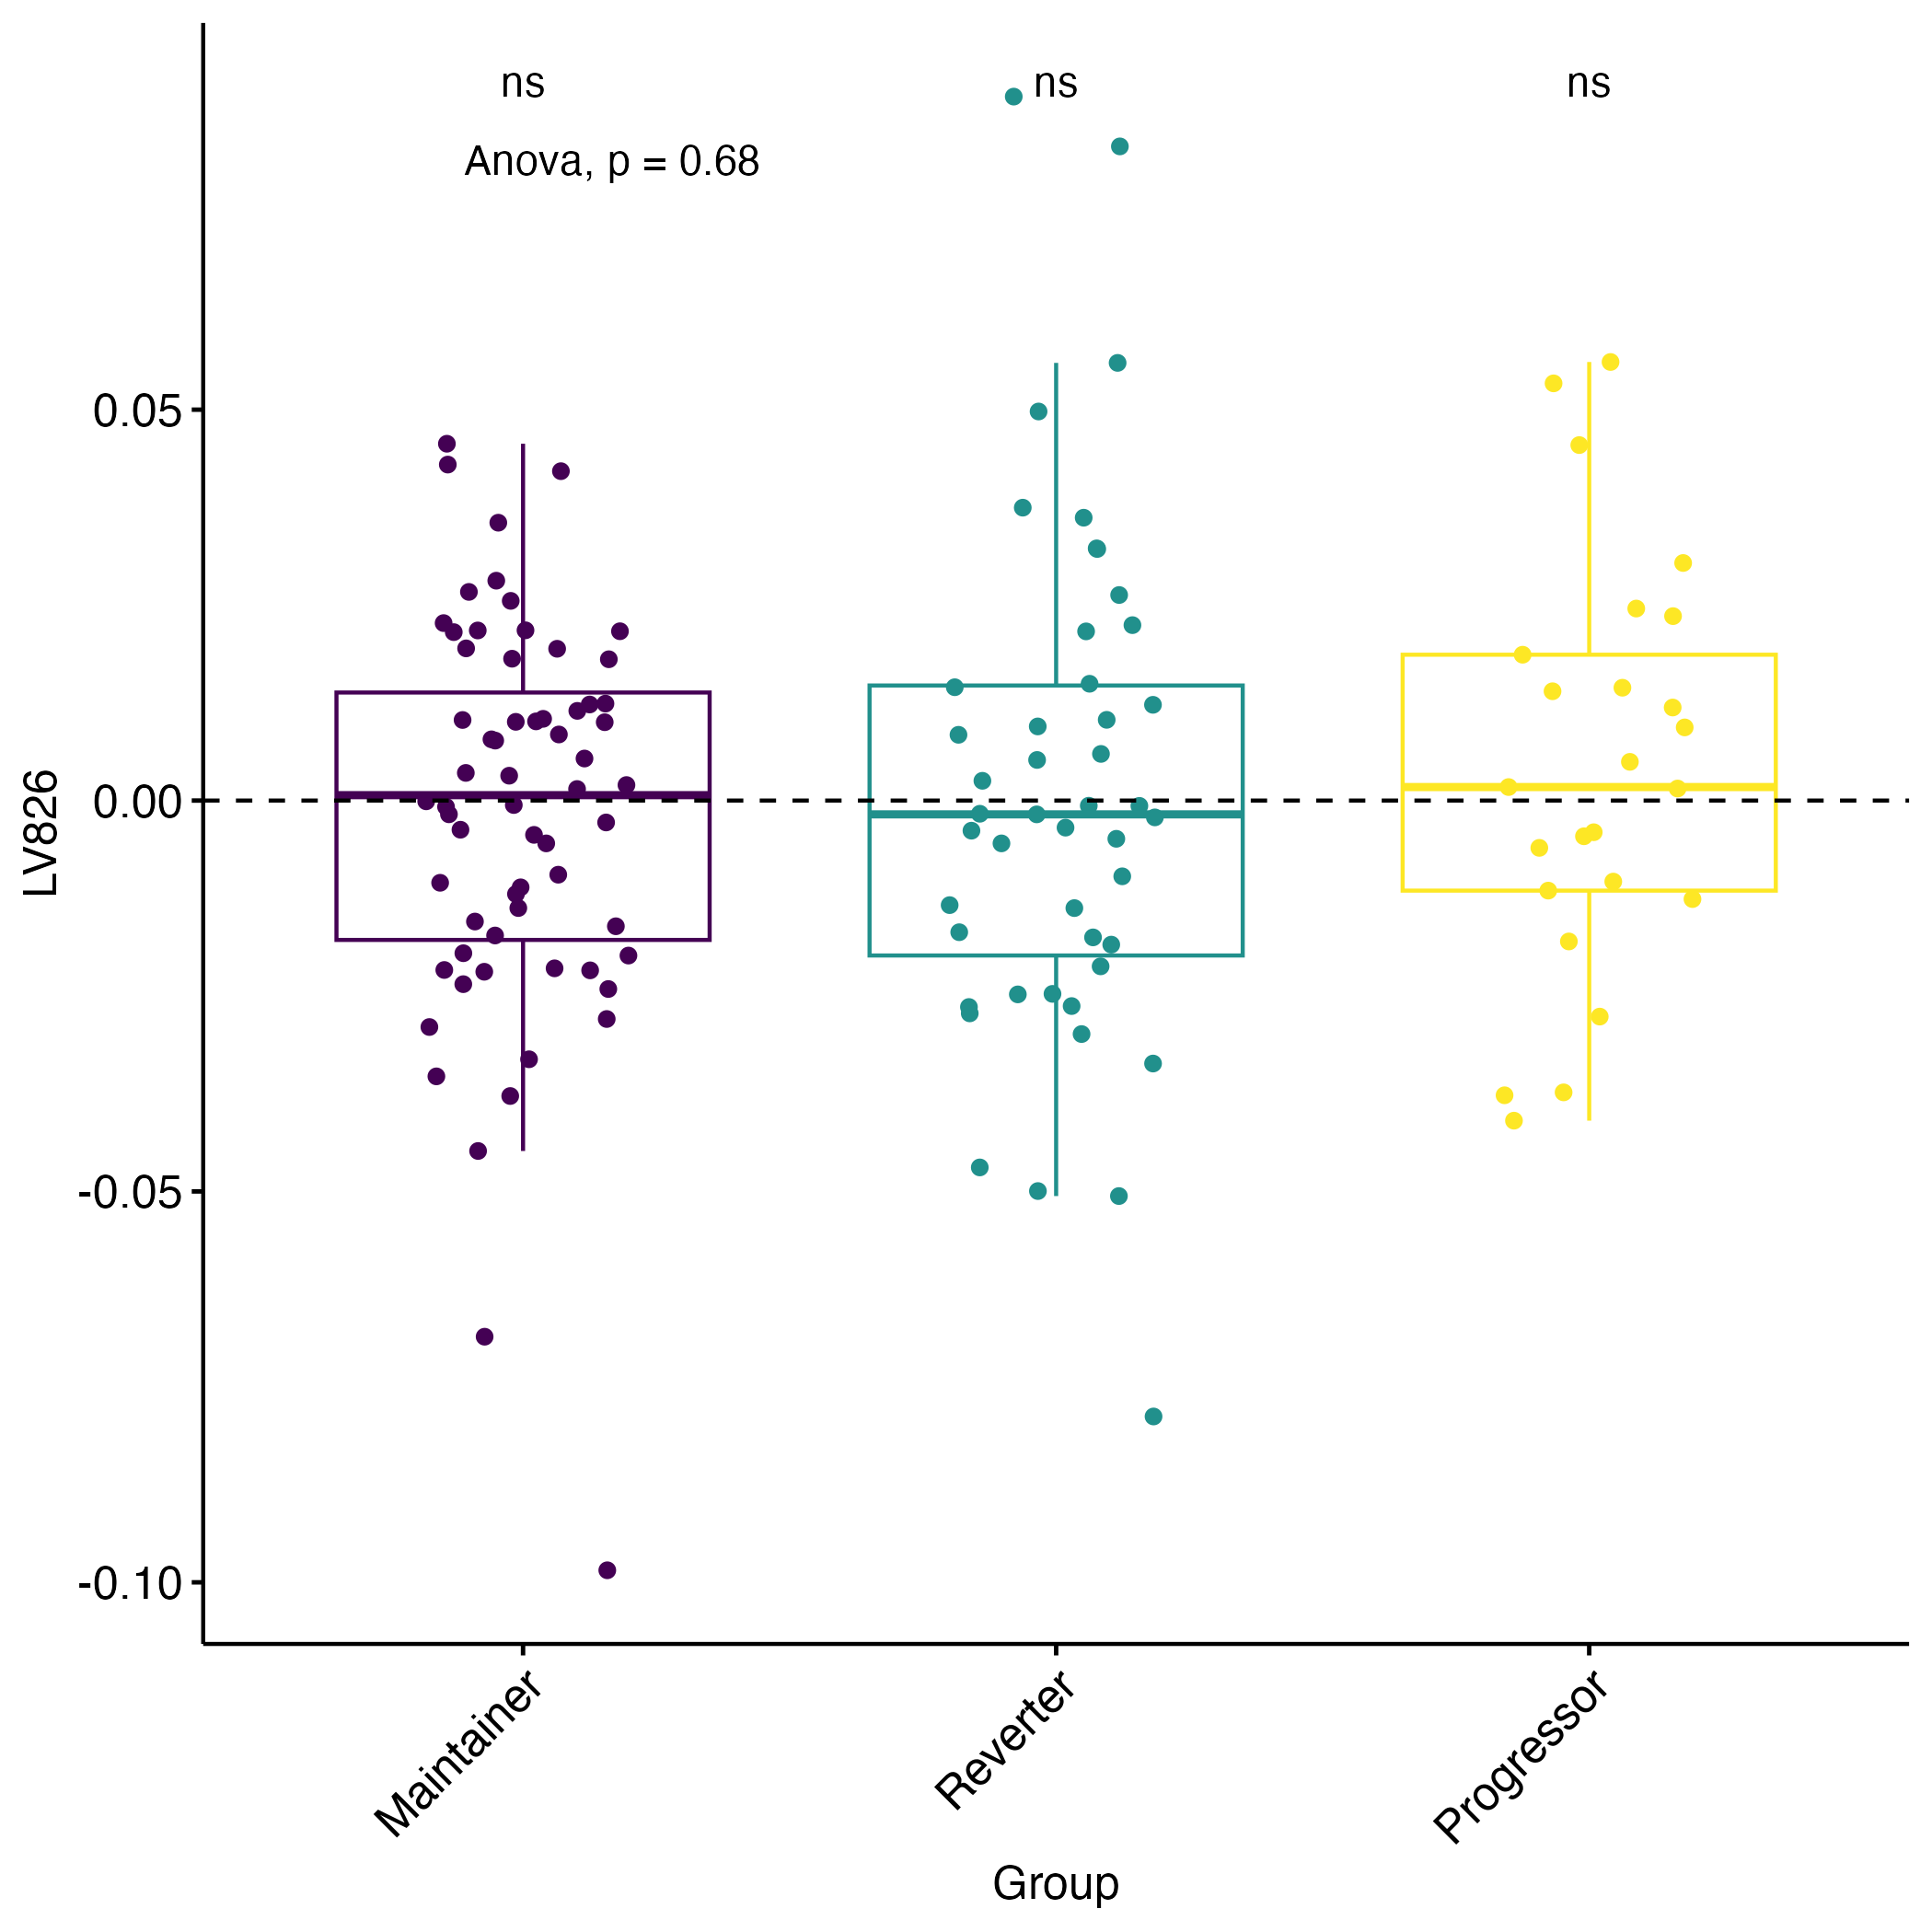 ns ns ns
Anova, p = 0.68
LV826
0.05
0.00
-0.05
-0.10
Maintainer
Reverter
Progressor
Group